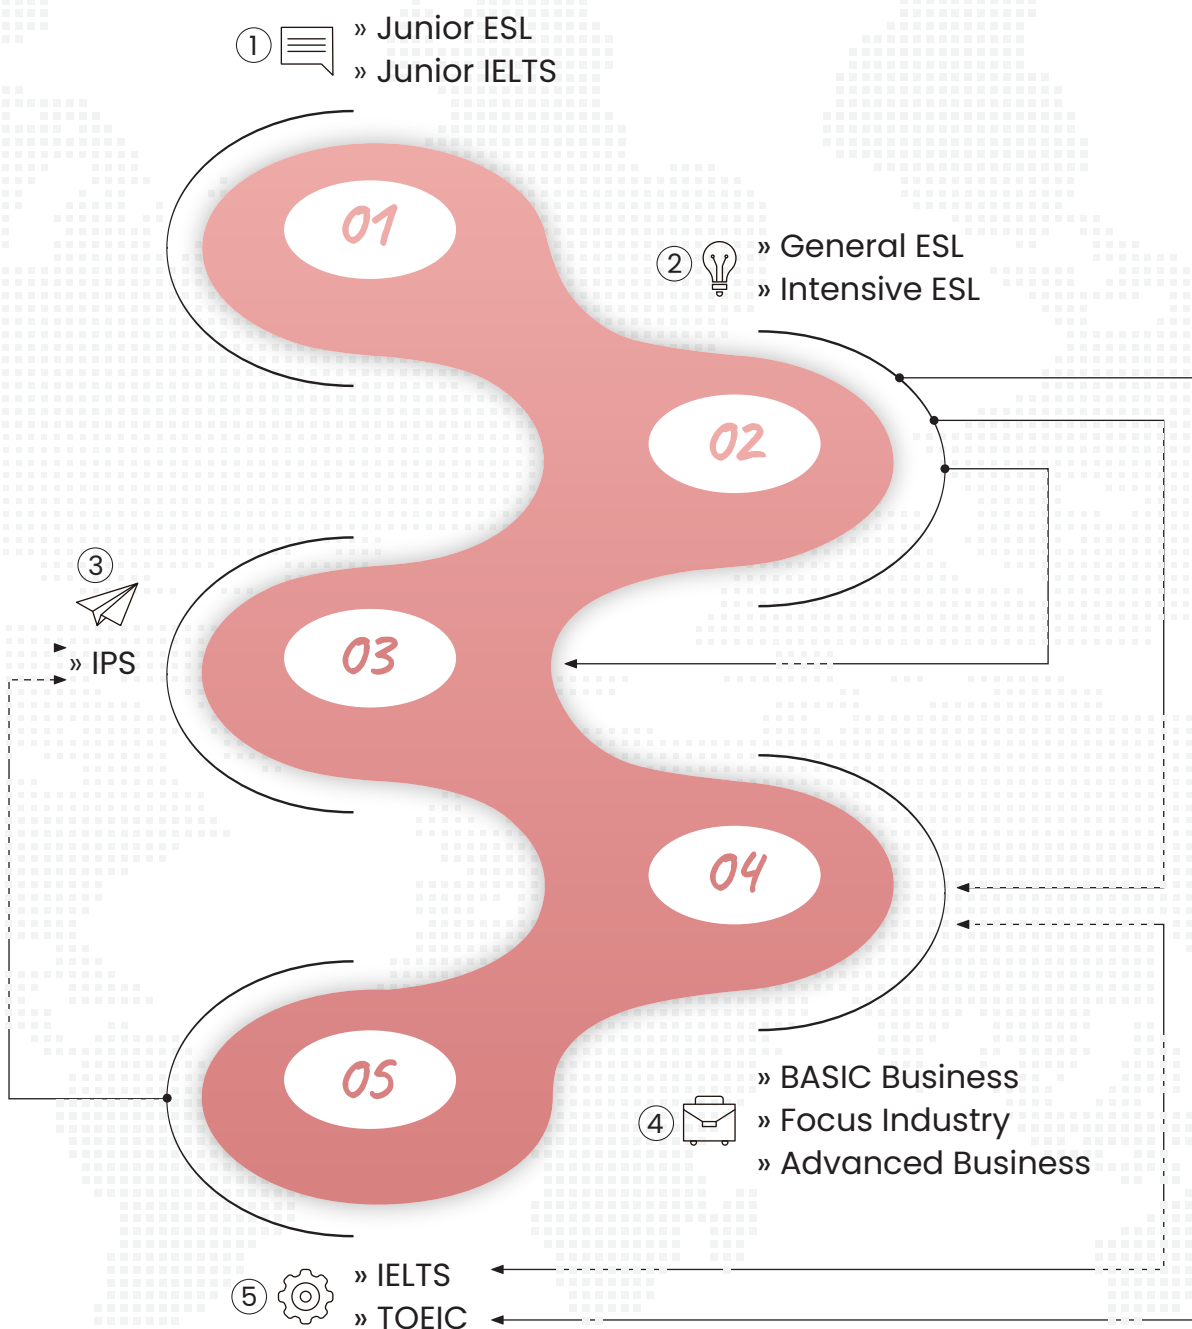 1
» Junior ESL
» Junior IELTS
01
2
» General ESL
» Intensive ESL
02
3
» IPS
03
04
05
4
» BASIC Business
» Focus Industry
» Advanced Business
5
» IELTS
» TOEIC